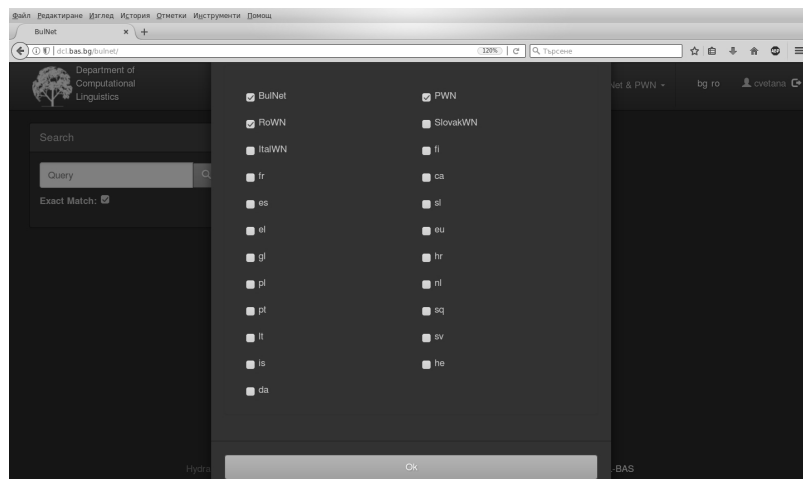 Файл Редактиране Изглед История Отметки Инструменти Помощ
BulNet × +
dcl.bas.bg/bulnet/ 120% Търсене ABP
Department of
Computational
Linguistics
Net & PWN bg ro cvetana
BulNet PWN
RoWN SlovakWN
Search
ItalWN fi
Query
fr ca
Exact Match:
es sl
el eu
gl hr
pl nl
pt sq
lt sv
is he
da
Ok
Hydra -BAS